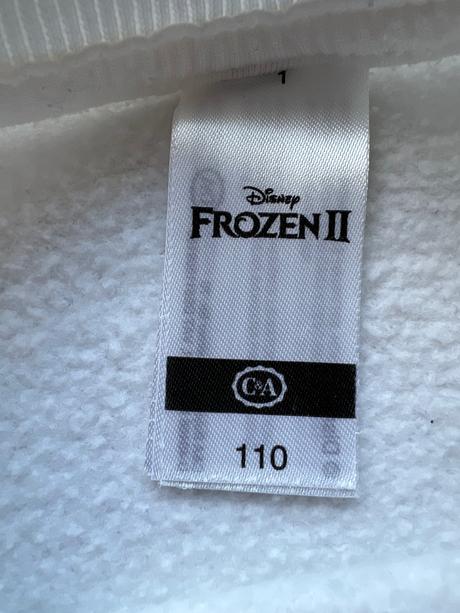 1
Disney
FROZEN II
C&A
110